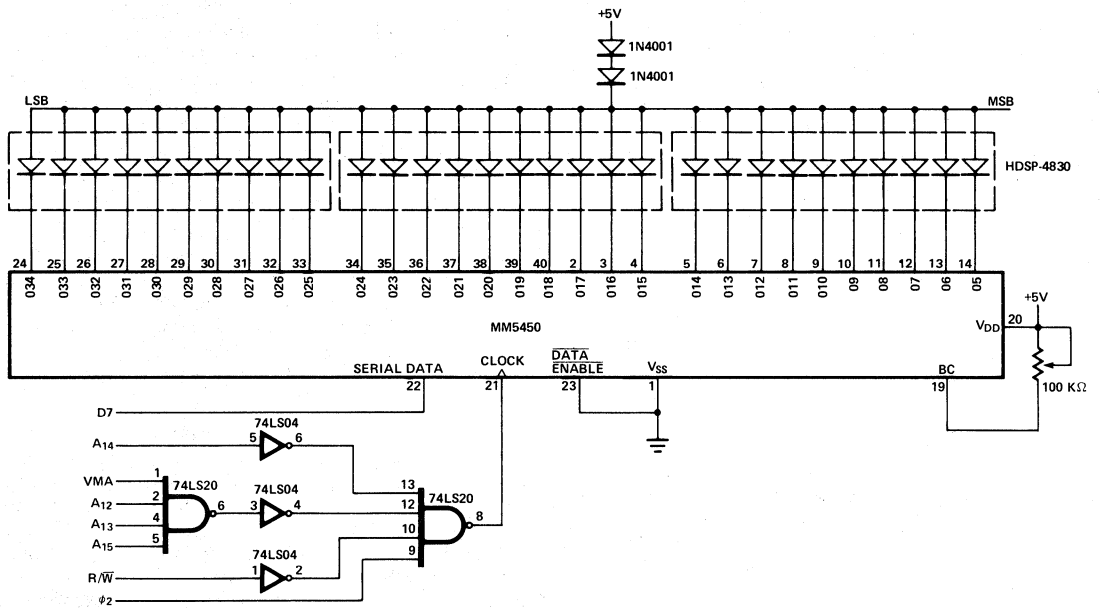 +5V
1N4001
1N4001
LSB
MSB
HDSP-4830
24 25 26 27 28 29 30 31 32 33 34 35 36 37 38 39 40 2 3 4 5 6 7 8 9 10 11 12 13 14
034 033 032 031 030 029 028 027 026 025 024 023 022 021 020 019 018 017 016 015 014 013 012 011 010 09 08 07 06 05
+5V
MM5450
VDD 20
SERIAL DATA CLOCK DATA ENABLE VSS BC
22 21 23 1 19
100 KΩ
D7
74LS04
A14 5 6
VMA 1 74LS20 74LS04 13 74LS20
A12 2 6 3 4 12 8
A13 4 10
A15 5 74LS04 9
R/W̅ 1 2
ϕ2